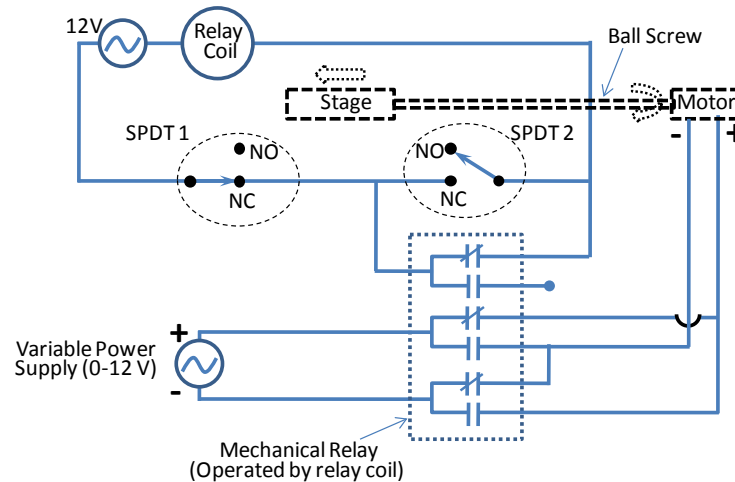 12V
Relay
Coil
Ball Screw
Stage
Motor
- +
SPDT 1
SPDT 2
NO
NO
NC
NC
+
Variable Power
Supply (0-12 V)
-
Mechanical Relay
(Operated by relay coil)